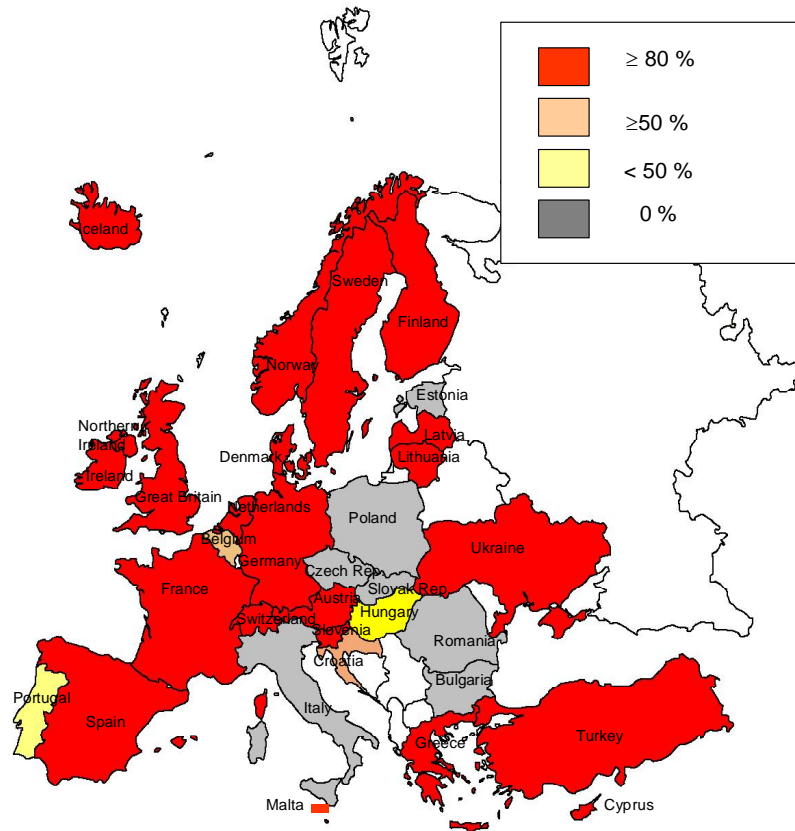 ≥ 80 %
≥50 %
< 50 %
0 %
Iceland
Sweden
Finland
Norway
Estonia
Northern
Ireland
Latvia
Denmark
Lithuania
Ireland
Great Britain
Netherlands
Poland
Belgium
Germany
Ukraine
Czech Rep.
Slovak Rep.
France
Austria
Hungary
Switzerland
Slovenia
Romania
Croatia
Bulgaria
Portugal
Spain
Italy
Greece
Turkey
Malta
Cyprus